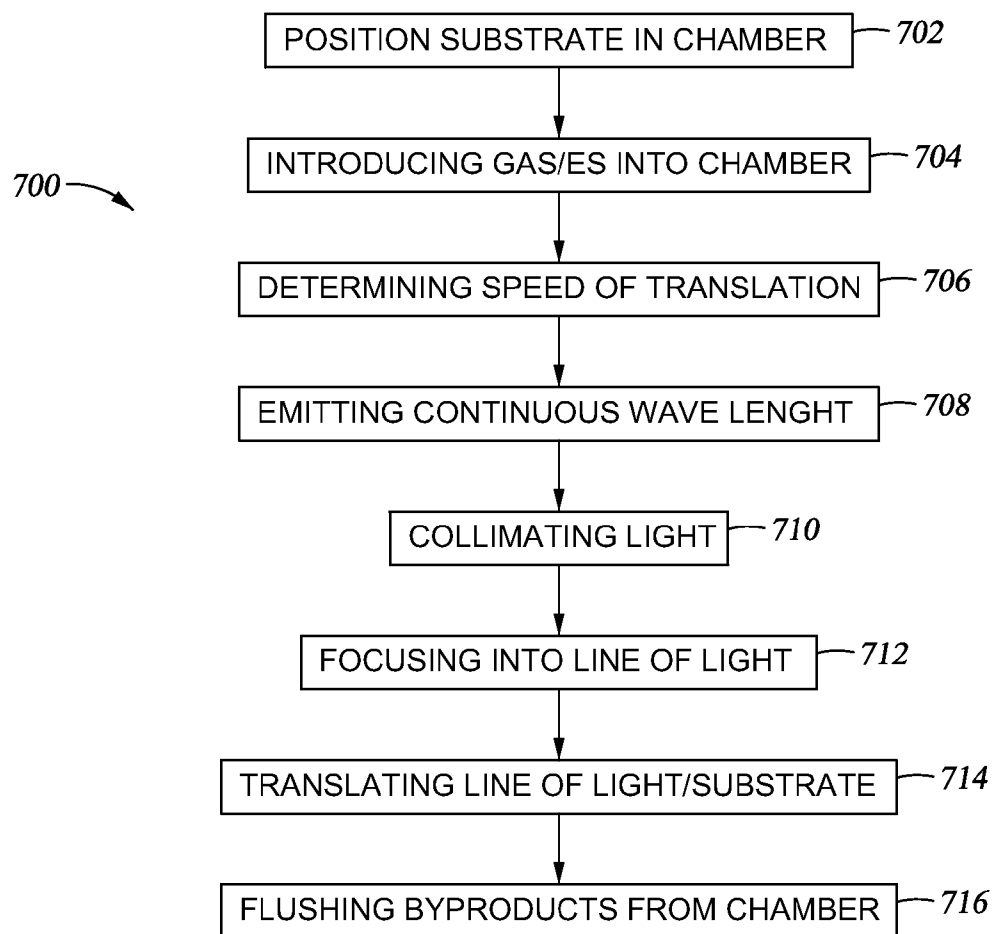 POSITION SUBSTRATE IN CHAMBER 702
INTRODUCING GAS/ES INTO CHAMBER 704
700
DETERMINING SPEED OF TRANSLATION 706
EMITTING CONTINUOUS WAVE LENGHT 708
COLLIMATING LIGHT 710
FOCUSING INTO LINE OF LIGHT 712
TRANSLATING LINE OF LIGHT/SUBSTRATE 714
FLUSHING BYPRODUCTS FROM CHAMBER 716